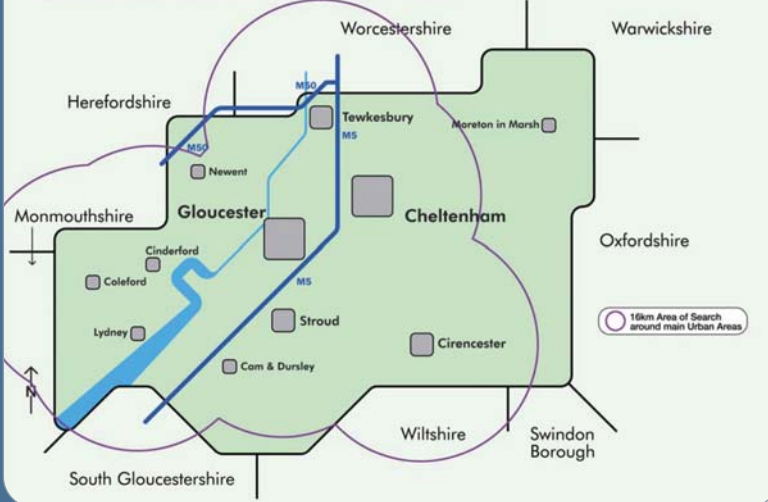 Worcestershire
Warwickshire
M50
Herefordshire
Tewkesbury
Moreton in Marsh
M5
M50
Newent
Monmouthshire
Gloucester
Cheltenham
Oxfordshire
Cinderford
Coleford
M5
16km Area of Search
around main Urban Areas
Stroud
Lydney
Cirencester
Cam & Dursley
N
Wiltshire
Swindon
Borough
South Gloucestershire